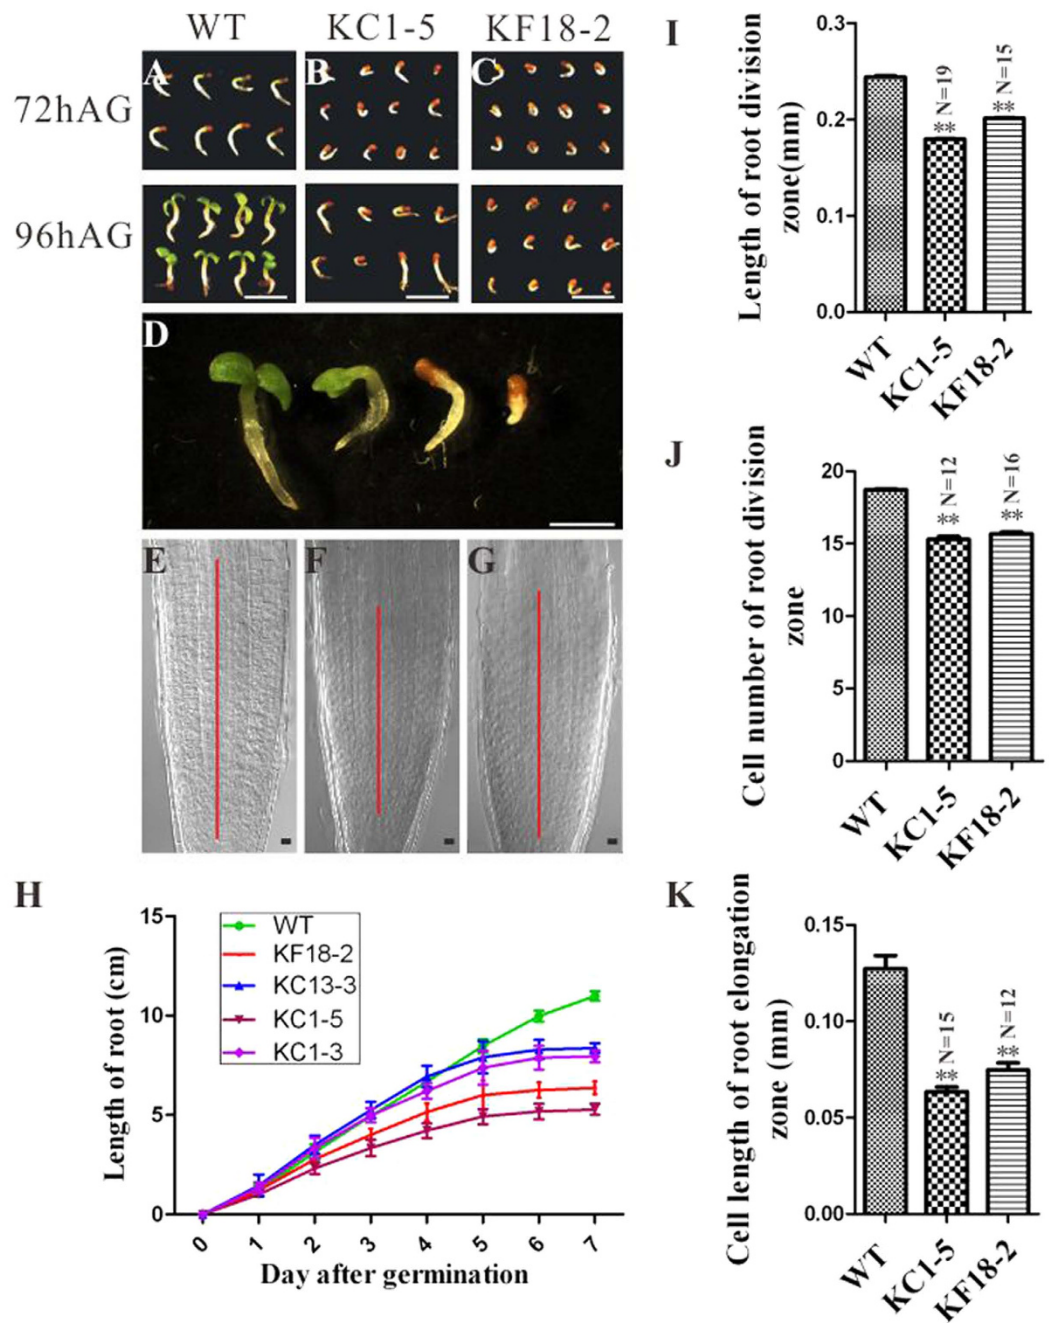 WT KC1-5 KF18-2
72hAG
A B C
96hAG
D
E F G
H
Length of root (cm)
15
10
5
0
WT
KF18-2
KC13-3
KC1-5
KC1-3
0 1 2 3 4 5 6 7
Day after germination
I
Length of root division
zone(mm)
0.3
0.2
0.1
0.0
** N=19
** N=15
WT KC1-5 KF18-2
J
Cell number of root division
zone
20
15
10
5
0
** N=12
** N=16
WT KC1-5 KF18-2
K
Cell length of root elongation
zone (mm)
0.15
0.10
0.05
0.00
** N=15
** N=12
WT KC1-5 KF18-2